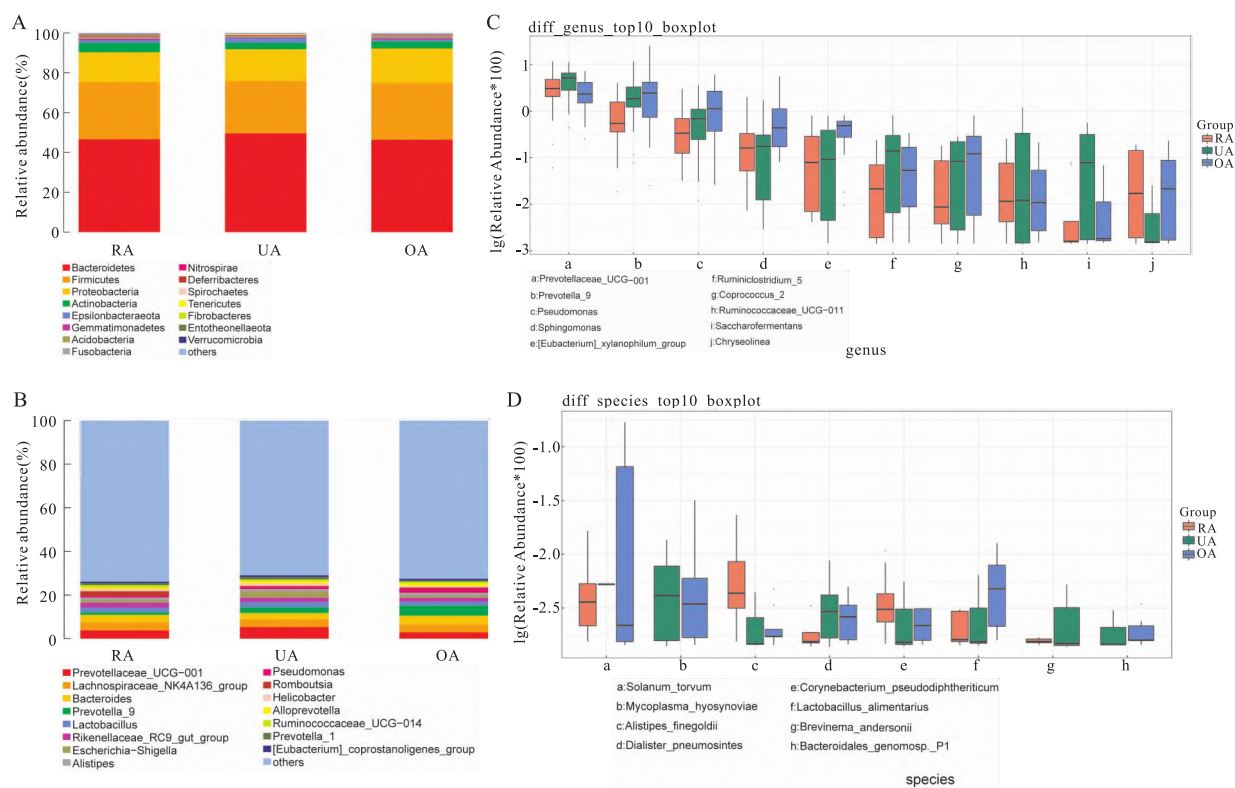 A
100
80
60
40
20
0
Relative abundance(%)
RA UA OA
Bacteroidetes Nitrospirae
Firmicutes Deferribacteres
Proteobacteria Spirochaetes
Actinobacteria Tenericutes
Epsilonbacteraeota Fibrobacteres
Gemmatimonadetes Entotheonellaeota
Acidobacteria Verrucomicrobia
Fusobacteria others
C
diff_genus_top10_boxplot
1
0
-1
-2
-3
lg(Relative Abundance*100)
a b c d e f g h i j
Group
RA
UA
OA
a:Prevotellaceae_UCG-001 f:Ruminiclostridium_5
b:Prevotella_9 g:Coprococcus_2
c:Pseudomonas h:Ruminococcaceae_UCG-011
d:Sphingomonas i:Saccharofermentans
e:[Eubacterium]_xylanophilum_group j:Chryseolinea
genus
B
100
80
60
40
20
0
Relative abundance(%)
RA UA OA
Prevotellaceae_UCG-001 Pseudomonas
Lachnospiraceae_NK4A136_group Romboutsia
Bacteroides Helicobacter
Prevotella_9 Alloprevotella
Lactobacillus Ruminococcaceae_UCG-014
Rikenellaceae_RC9_gut_group Prevotella_1
Escherichia-Shigella [Eubacterium]_coprostanoligenes_group
Alistipes others
D
diff_species_top10_boxplot
-1.0
-1.5
-2.0
-2.5
lg(Relative Abundance*100)
a b c d e f g h
Group
RA
UA
OA
a:Solanum_torvum e:Corynebacterium_pseudodiphtheriticum
b:Mycoplasma_hyosynoviae f:Lactobacillus_alimentarius
c:Alistipes_finegoldii g:Brevinema_andersonii
d:Dialister_pneumosintes h:Bacteroidales_genomosp._P1
species